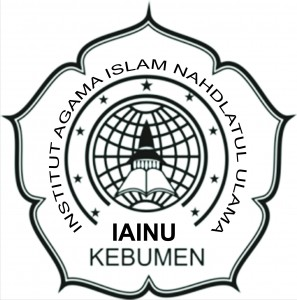 INSTITUT AGAMA ISLAM NAHDLATUL ULAMA
IAINU
KEBUMEN